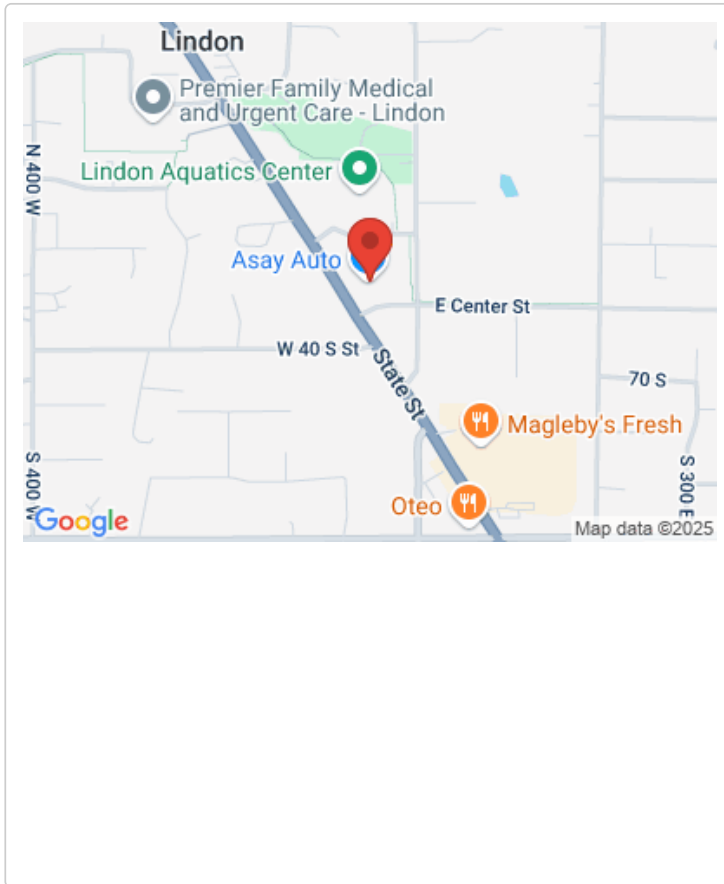 Lindon
Premier Family Medical
and Urgent Care - Lindon
N 400 W
Lindon Aquatics Center
Asay Auto
E Center St
W 40 S St
State St
70 S
Magleby's Fresh
S 400 W
S 300 E
Oteo
Google
Map data ©2025